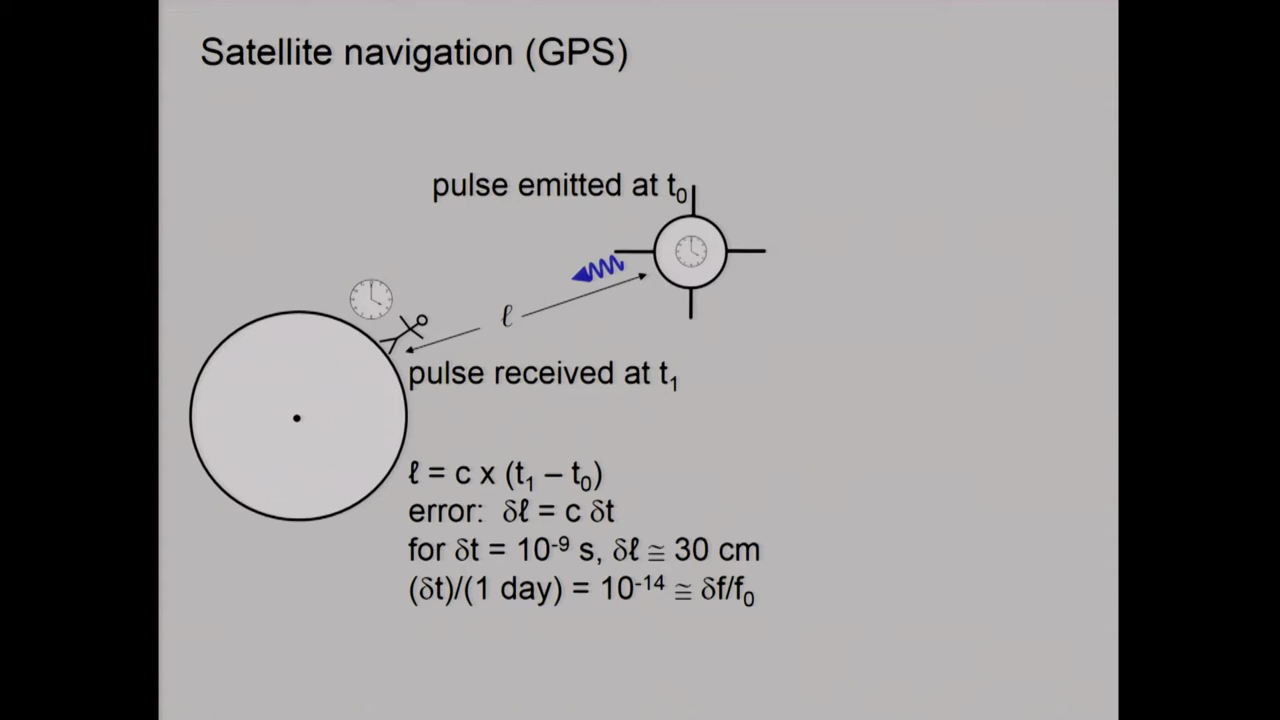 Satellite navigation (GPS)
pulse emitted at t₀
ℓ
pulse received at t₁
ℓ = c x (t₁ – t₀)
error: δℓ = c δt
for δt = 10⁻⁹ s, δℓ ≅ 30 cm
(δt)/(1 day) = 10⁻¹⁴ ≅ δf/f₀